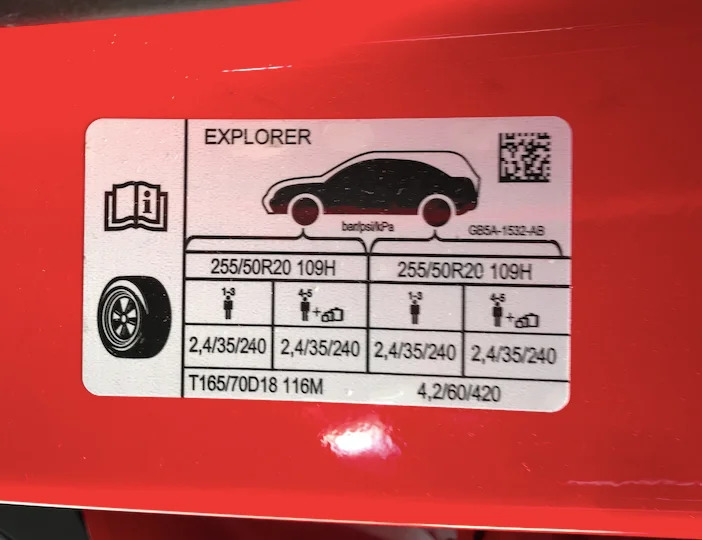 EXPLORER
i
bar/psi/kPa
GB5A-1532-AB
255/50R20 109H 255/50R20 109H
1-3 4-5 1-3 4-5
+ +
2,4/35/240 2,4/35/240 2,4/35/240 2,4/35/240
T165/70D18 116M 4,2/60/420